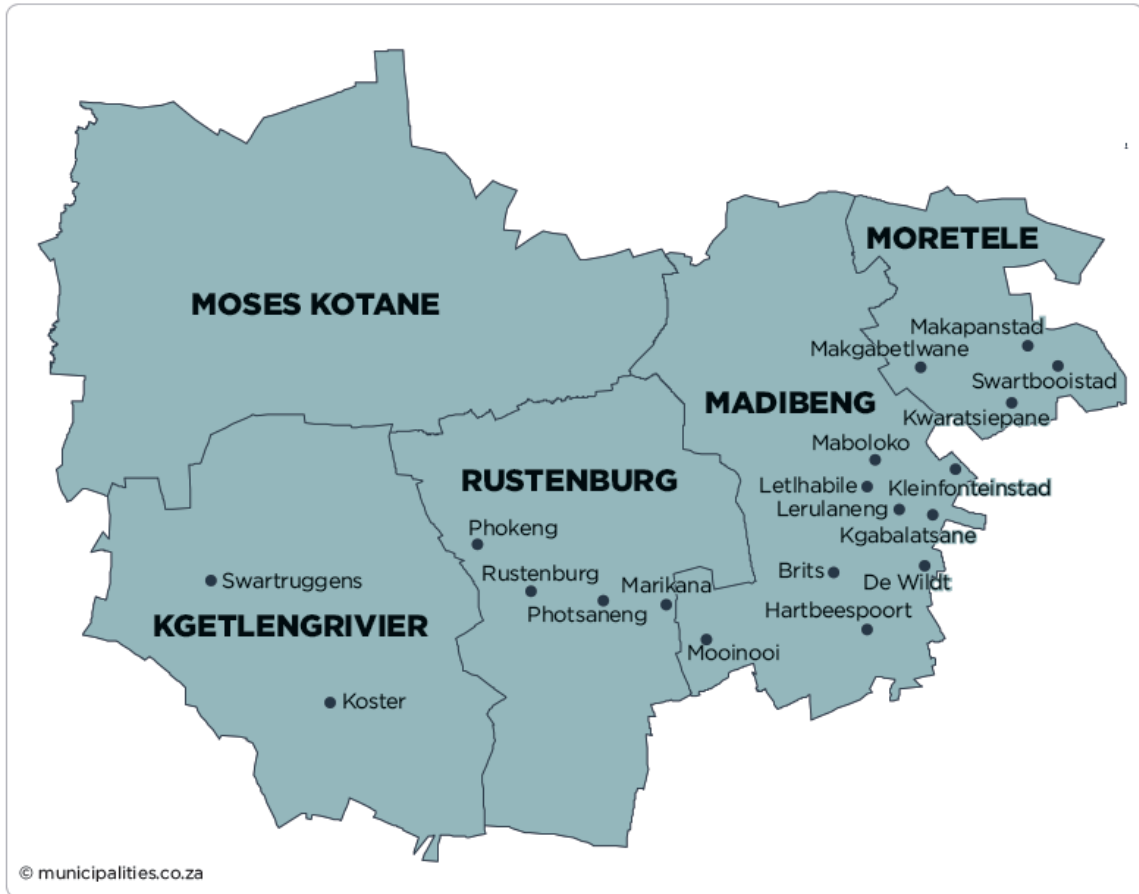 1
MORETELE
MOSES KOTANE
Makapanstad
Makgabetlwane
Swartbooistad
MADIBENG
Kwaratsiepane
Maboloko
RUSTENBURG
Letlhabile
Kleinfonteinstad
Lerulaneng
Phokeng
Kgabalatsane
Swartruggens
Rustenburg
Marikana
Brits
De Wildt
Photsaneng
Hartbeespoort
KGETLENGRIVIER
Mooinooi
Koster
© municipalities.co.za